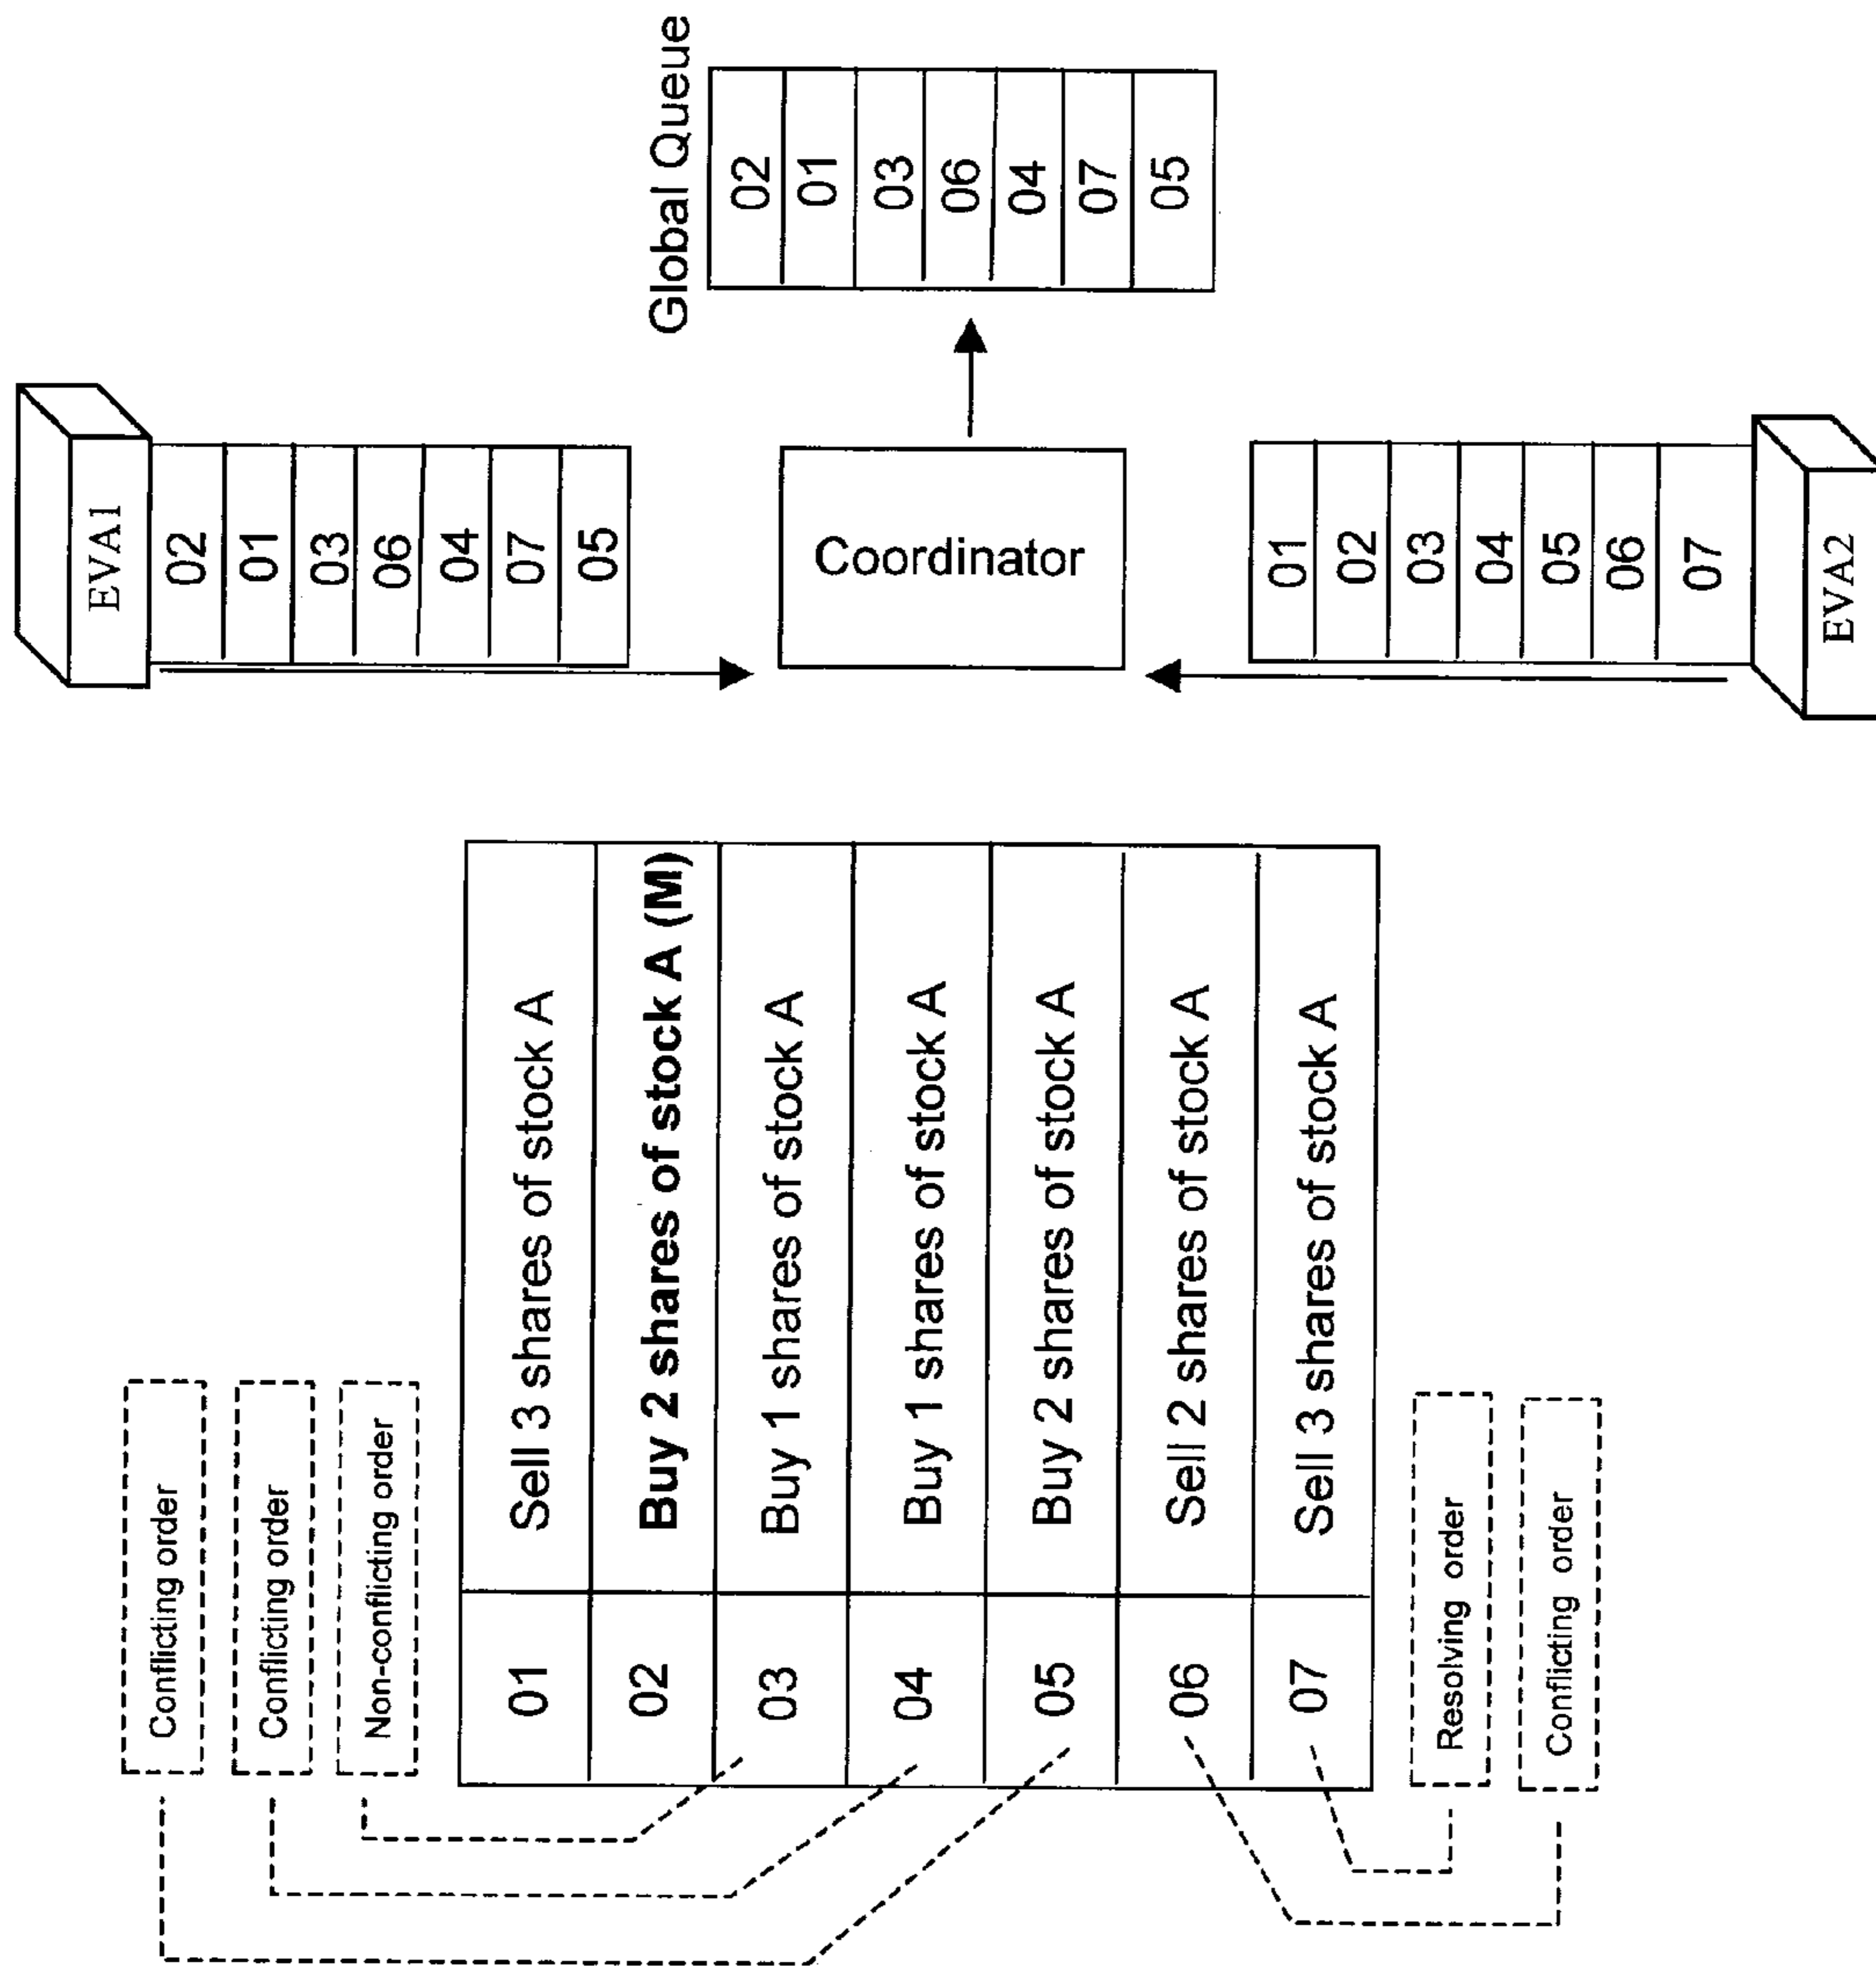 Conflicting order
Conflicting order
Non-conflicting order
01 Sell 3 shares of stock A
02 Buy 2 shares of stock A (M)
03 Buy 1 shares of stock A
04 Buy 1 shares of stock A
05 Buy 2 shares of stock A
06 Sell 2 shares of stock A
07 Sell 3 shares of stock A
Resolving order
Conflicting order
EVA1
02
01
03
06
04
07
05
Coordinator
01
02
03
04
05
06
07
EVA2
Global Queue
02
01
03
06
04
07
05